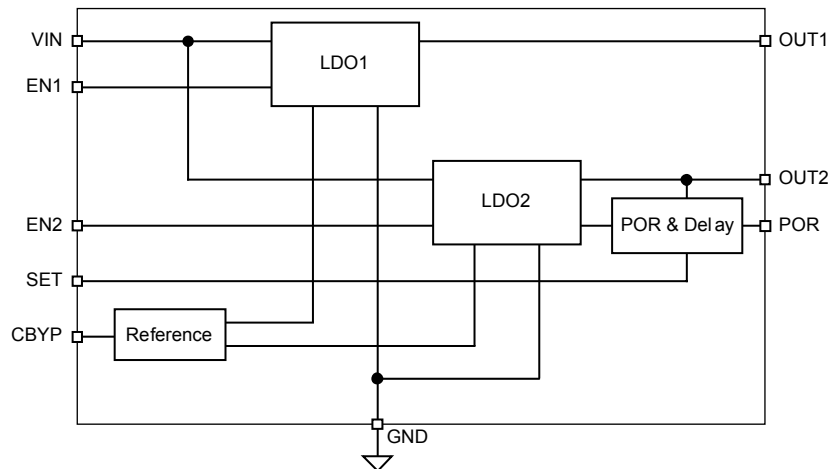 VIN
LDO1
OUT1
EN1
OUT2
LDO2
EN2
POR & Delay
POR
SET
CBYP
Reference
GND